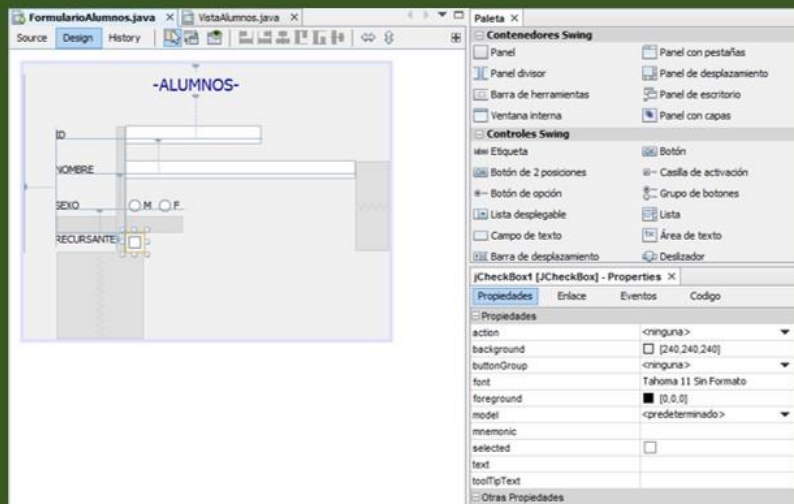 FormularioAlumnos.java × VistaAlumnos.java ×
Source Design History
-ALUMNOS-
ID
NOMBRE
SEXO M F
RECURSANTE
Paleta ×
Contenedores Swing
Panel Panel con pestañas
Panel divisor Panel de desplazamiento
Barra de herramientas Panel de escritorio
Ventana interna Panel con capas
Controles Swing
label Etiqueta OK Botón
ON Botón de 2 posiciones Casilla de activación
Botón de opción Grupo de botones
Lista desplegable Lista
Campo de texto Área de texto
Barra de desplazamiento Deslizador
jCheckBox1 [JCheckBox] - Properties ×
Propiedades Enlace Eventos Codigo
Propiedades
action <ninguna>
background [240,240,240]
buttonGroup <ninguna>
font Tahoma 11 Sin Formato
foreground [0,0,0]
model <predeterminado>
mnemonic
selected
text
toolTipText
Otras Propiedades